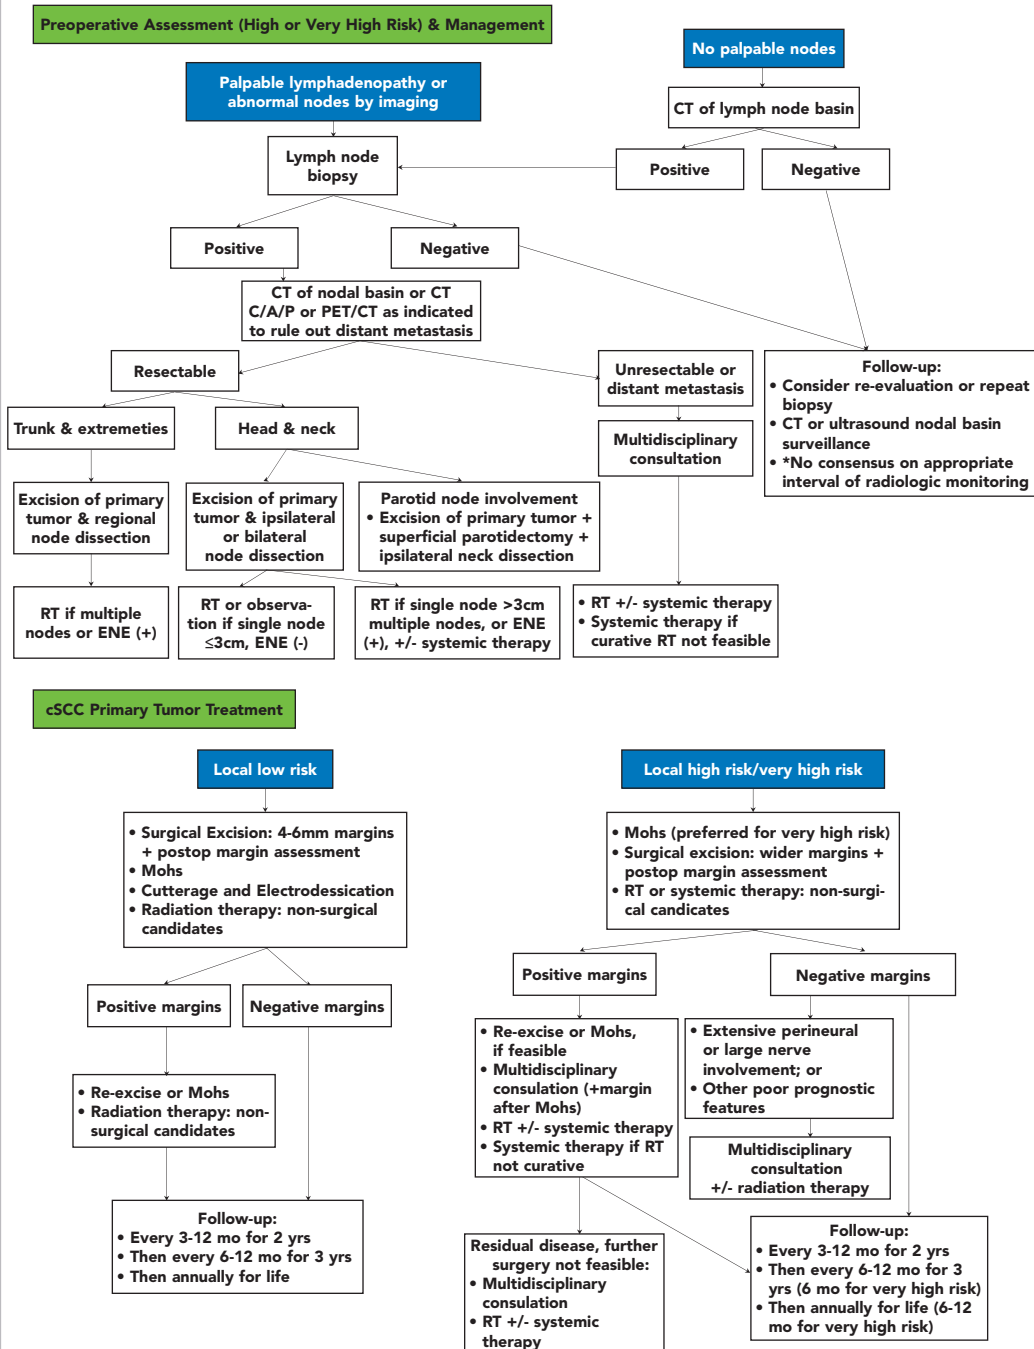 Preoperative Assessment (High or Very High Risk) & Management
No palpable nodes
Palpable lymphadenopathy or
abnormal nodes by imaging
CT of lymph node basin
Lymph node
biopsy
Positive
Negative
Positive
Negative
CT of nodal basin or CT
C/A/P or PET/CT as indicated
to rule out distant metastasis
Resectable
Unresectable or
distant metastasis
Follow-up:
• Consider re-evaluation or repeat
biopsy
• CT or ultrasound nodal basin
surveillance
• *No consensus on appropriate
interval of radiologic monitoring
Trunk & extremeties
Head & neck
Multidisciplinary
consultation
Excision of primary
tumor & regional
node dissection
Excision of primary
tumor & ipsilateral
or bilateral
node dissection
Parotid node involvement
• Excision of primary tumor +
superficial parotidectomy +
ipsilateral neck dissection
RT if multiple
nodes or ENE (+)
RT or observa-
tion if single node
≤3cm, ENE (-)
RT if single node >3cm
multiple nodes, or ENE
(+), +/- systemic therapy
• RT +/- systemic therapy
• Systemic therapy if
curative RT not feasible
cSCC Primary Tumor Treatment
Local low risk
Local high risk/very high risk
• Surgical Excision: 4-6mm margins
+ postop margin assessment
• Mohs
• Cutterage and Electrodessication
• Radiation therapy: non-surgical
candidates
• Mohs (preferred for very high risk)
• Surgical excision: wider margins +
postop margin assessment
• RT or systemic therapy: non-surgi-
cal candicates
Positive margins
Negative margins
Positive margins
Negative margins
• Re-excise or Mohs
• Radiation therapy: non-
surgical candidates
• Re-excise or Mohs,
if feasible
• Multidisciplinary
consulation (+margin
after Mohs)
• RT +/- systemic therapy
• Systemic therapy if RT
not curative
• Extensive perineural
or large nerve
involvement; or
• Other poor prognostic
features
Multidisciplinary
consultation
+/- radiation therapy
Follow-up:
• Every 3-12 mo for 2 yrs
• Then every 6-12 mo for 3 yrs
• Then annually for life
Residual disease, further
surgery not feasible:
• Multidisciplinary
consulation
• RT +/- systemic
therapy
Follow-up:
• Every 3-12 mo for 2 yrs
• Then every 6-12 mo for 3
yrs (6 mo for very high risk)
• Then annually for life (6-12
mo for very high risk)